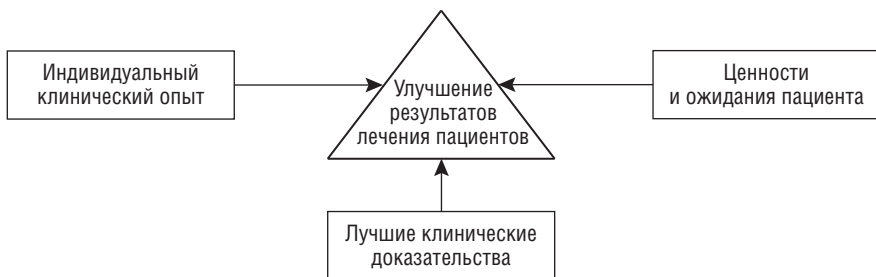 Индивидуальный
клинический опыт
Улучшение
результатов
лечения пациентов
Ценности
и ожидания пациента
Лучшие клинические
доказательства